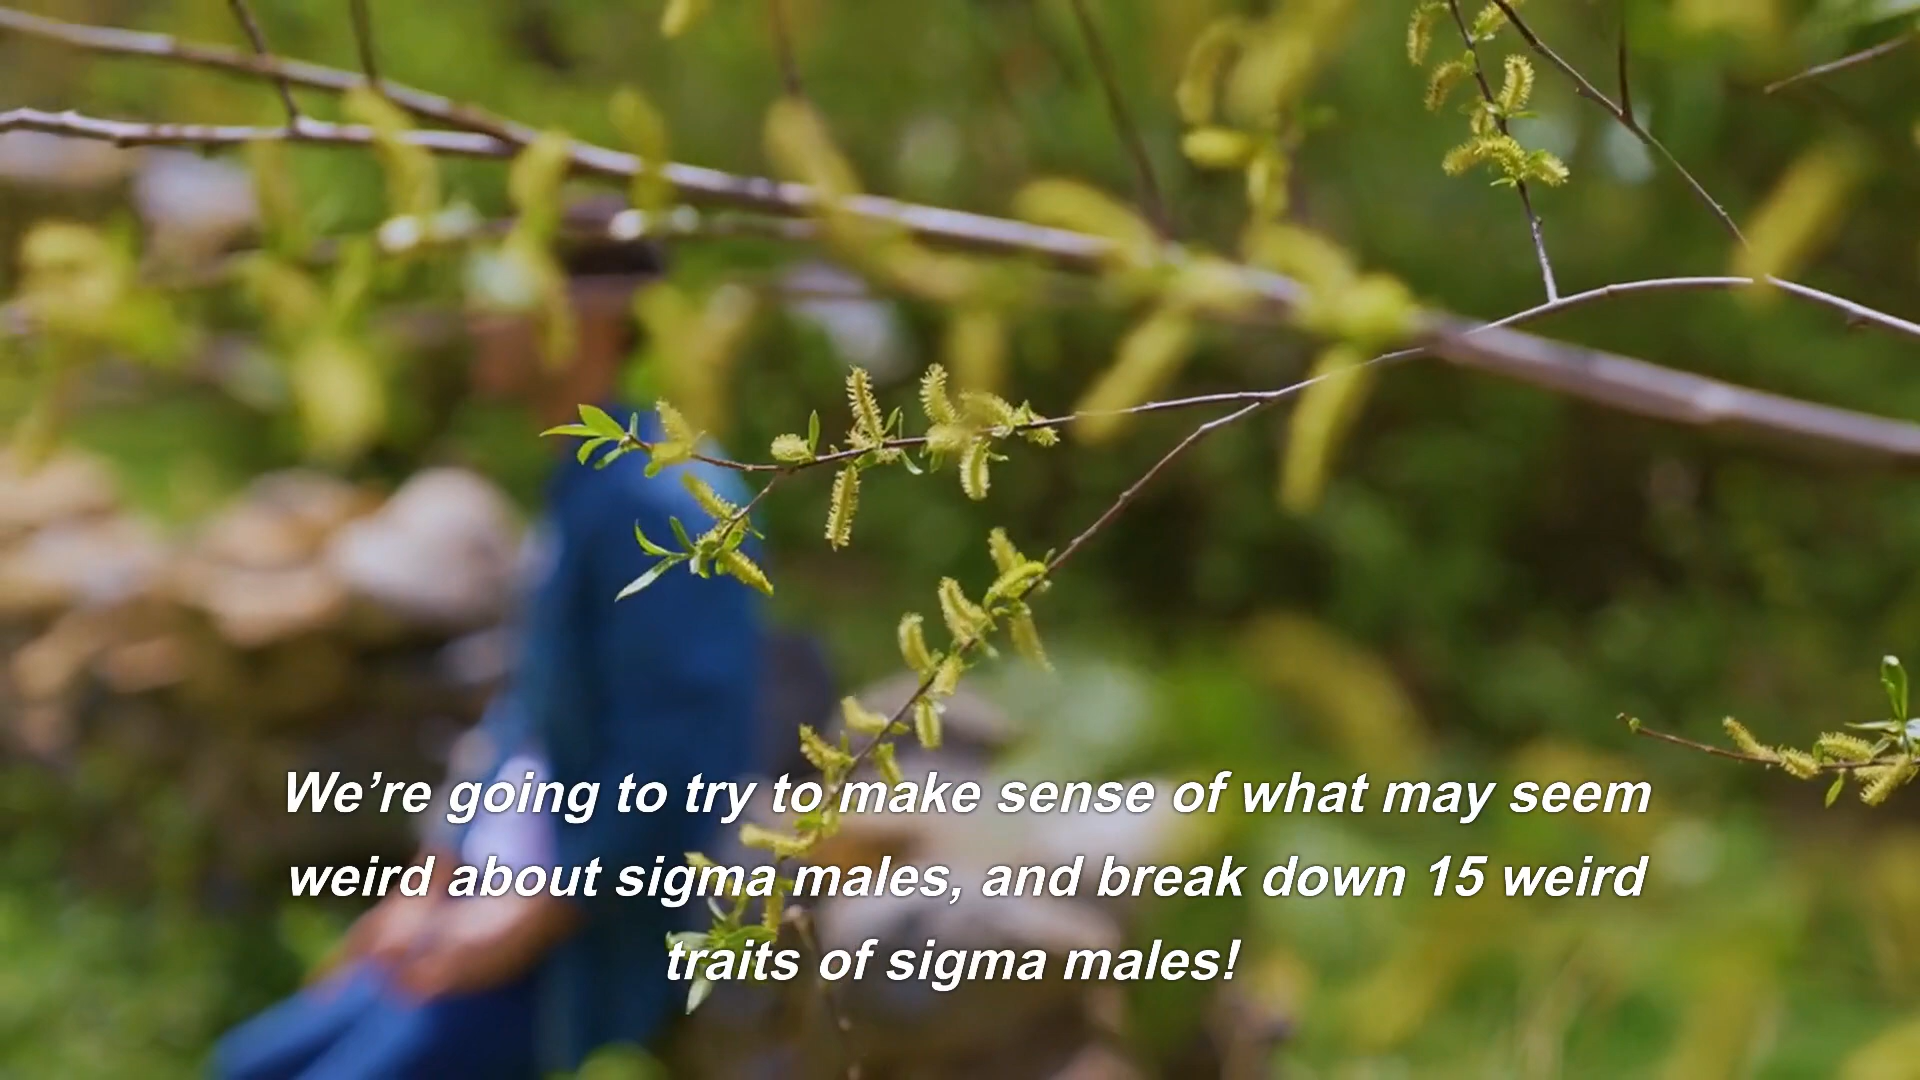 We’re going to try to make sense of what may seem
weird about sigma males, and break down 15 weird
traits of sigma males!